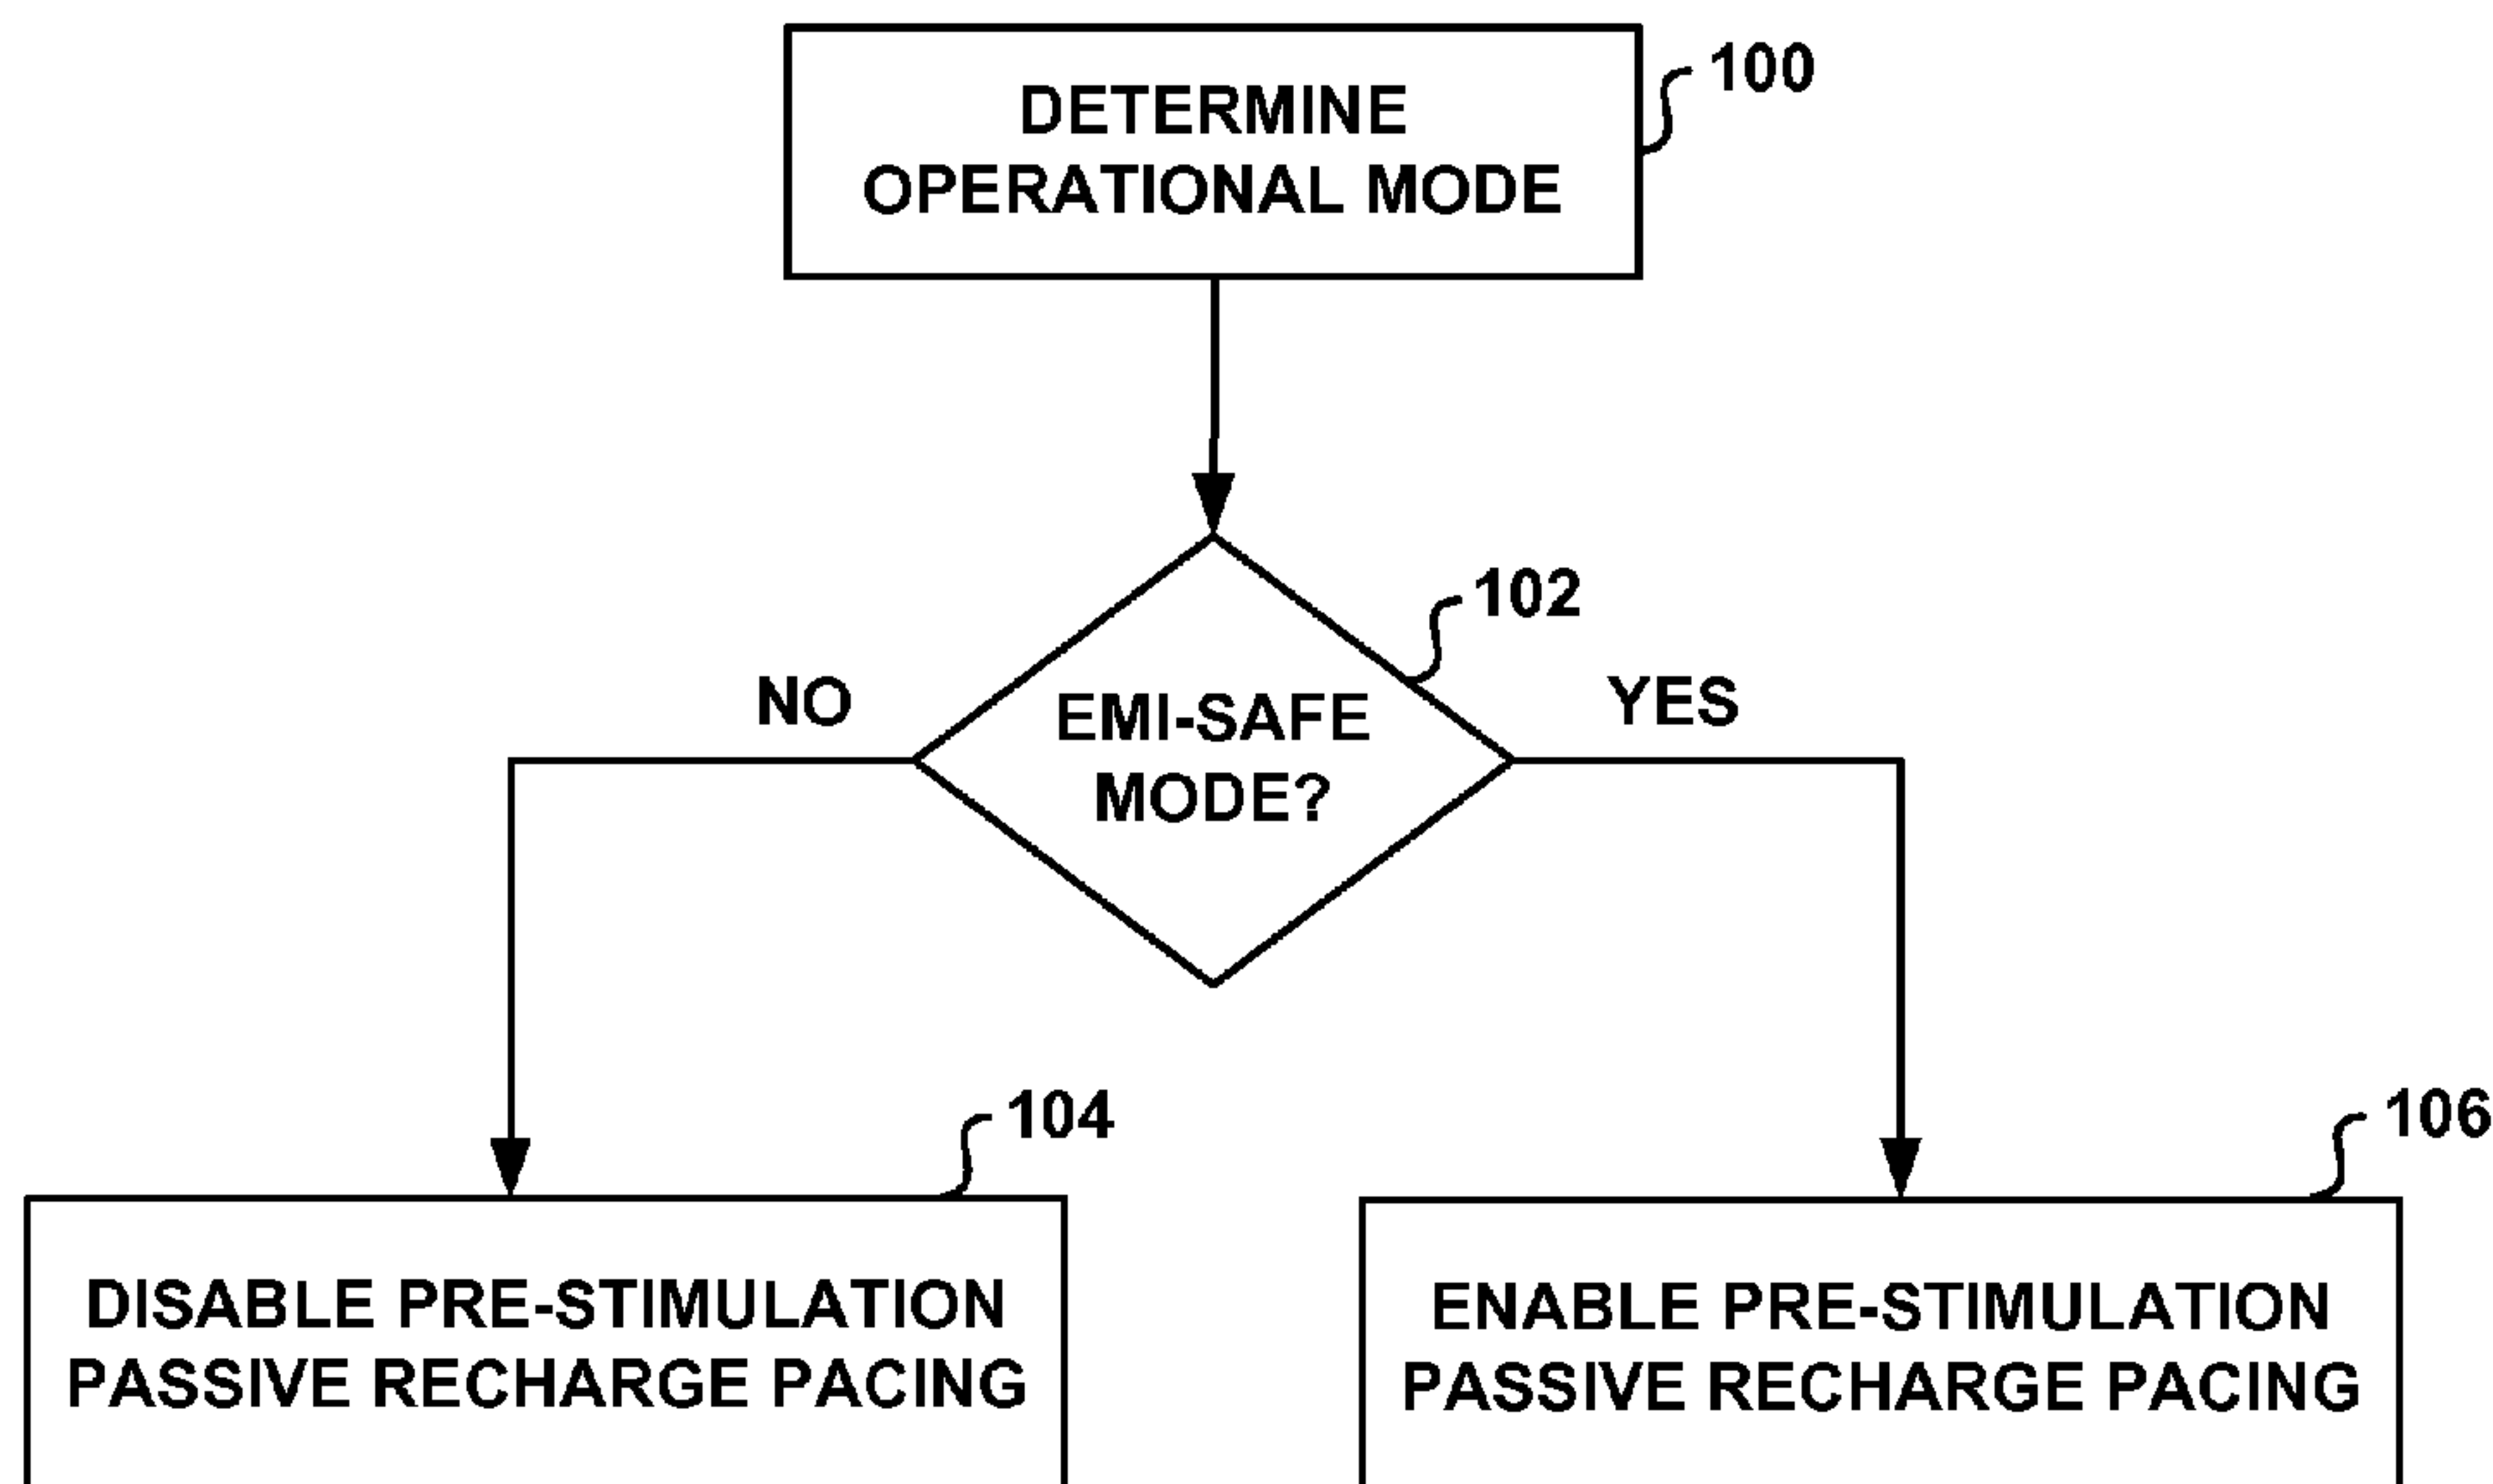 DETERMINE
OPERATIONAL MODE
100
102
NO
EMI-SAFE
MODE?
YES
104
106
DISABLE PRE-STIMULATION
PASSIVE RECHARGE PACING
ENABLE PRE-STIMULATION
PASSIVE RECHARGE PACING